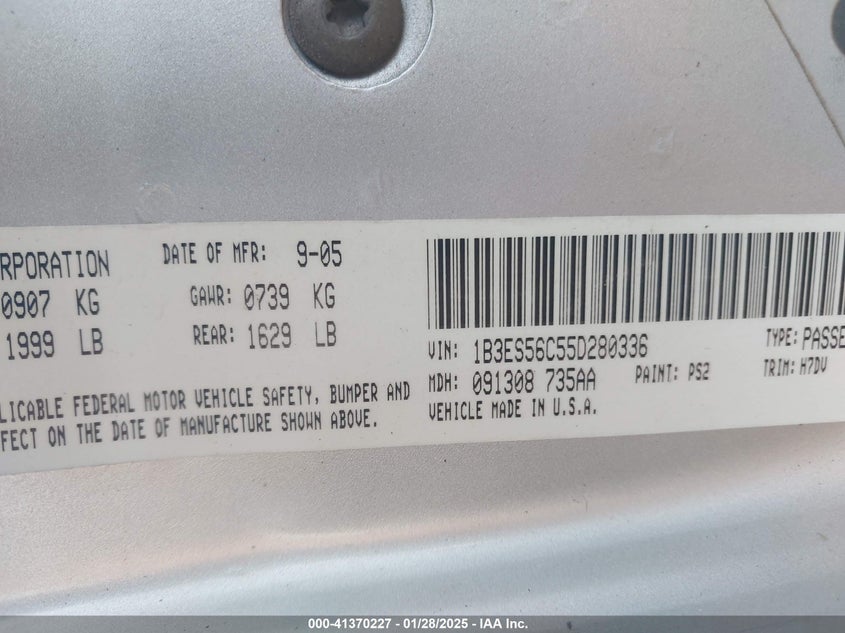 RPORATION DATE OF MFR: 9-05
0907 KG GAWR: 0739 KG
1999 LB REAR: 1629 LB
LICABLE FEDERAL MOTOR VEHICLE SAFETY, BUMPER AND
FFECT ON THE DATE OF MANUFACTURE SHOWN ABOVE.
VIN: 1B3ES56C55D280336 TYPE: PASSE
MDH: 091308 735AA PAINT: PS2 TRIM: H7DV
VEHICLE MADE IN U.S.A.
000-41370227 - 01/28/2025 - IAA Inc.